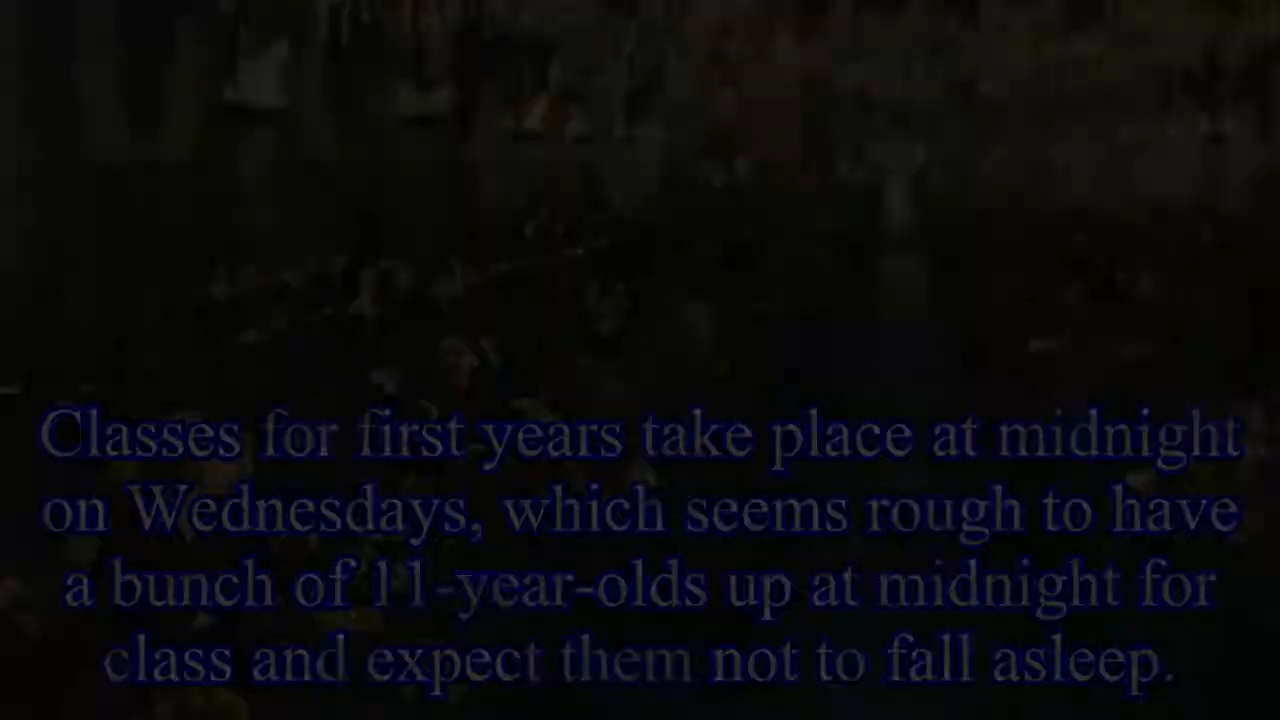 Classes for first years take place at midnight
on Wednesdays, which seems rough to have
a bunch of 11-year-olds up at midnight for
class and expect them not to fall asleep.